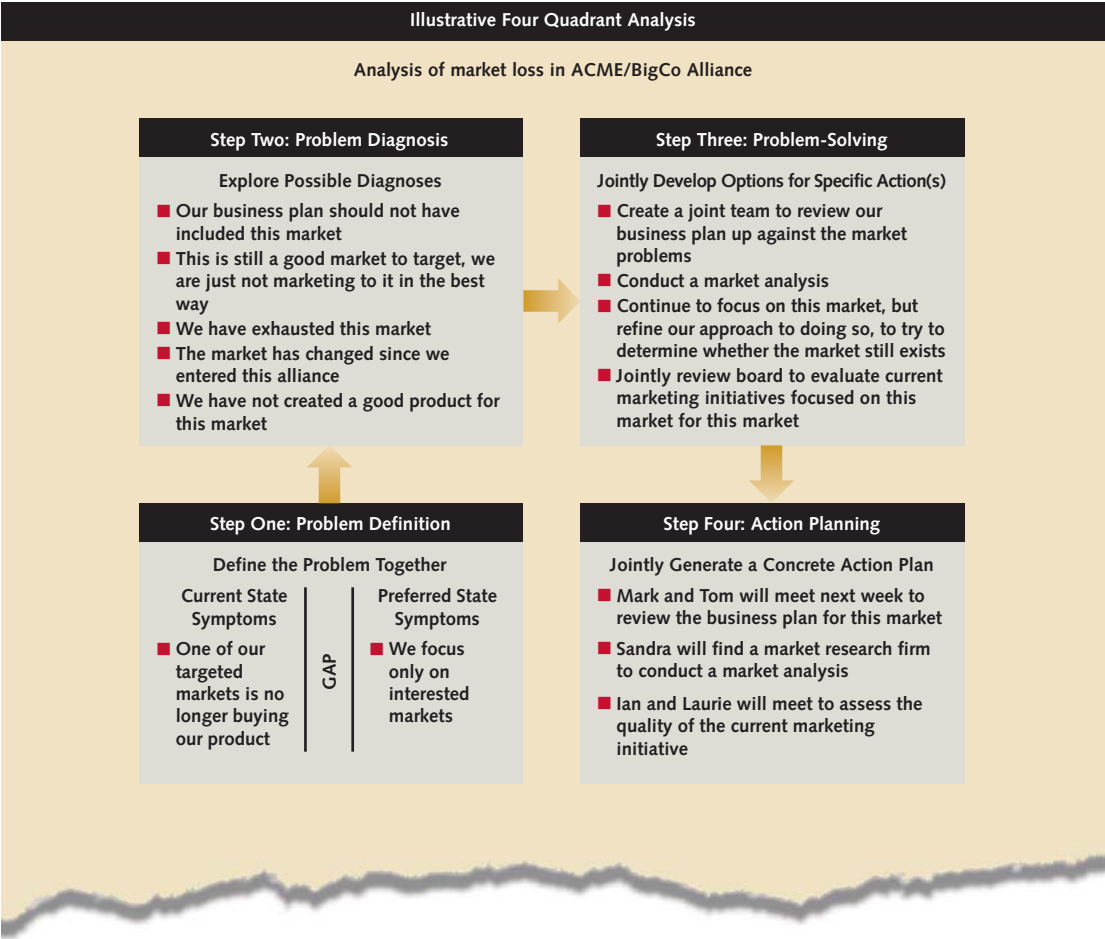 Illustrative Four Quadrant Analysis
Analysis of market loss in ACME/BigCo Alliance
Step Two: Problem Diagnosis
Explore Possible Diagnoses
■ Our business plan should not have
included this market
■ This is still a good market to target, we
are just not marketing to it in the best
way
■ We have exhausted this market
■ The market has changed since we
entered this alliance
■ We have not created a good product for
this market
Step Three: Problem-Solving
Jointly Develop Options for Specific Action(s)
■ Create a joint team to review our
business plan up against the market
problems
■ Conduct a market analysis
■ Continue to focus on this market, but
refine our approach to doing so, to try to
determine whether the market still exists
■ Jointly review board to evaluate current
marketing initiatives focused on this
market for this market
Step One: Problem Definition
Define the Problem Together
Current State
Symptoms
■ One of our
targeted
markets is no
longer buying
our product
GAP
Preferred State
Symptoms
■ We focus
only on
interested
markets
Step Four: Action Planning
Jointly Generate a Concrete Action Plan
■ Mark and Tom will meet next week to
review the business plan for this market
■ Sandra will find a market research firm
to conduct a market analysis
■ Ian and Laurie will meet to assess the
quality of the current marketing
initiative